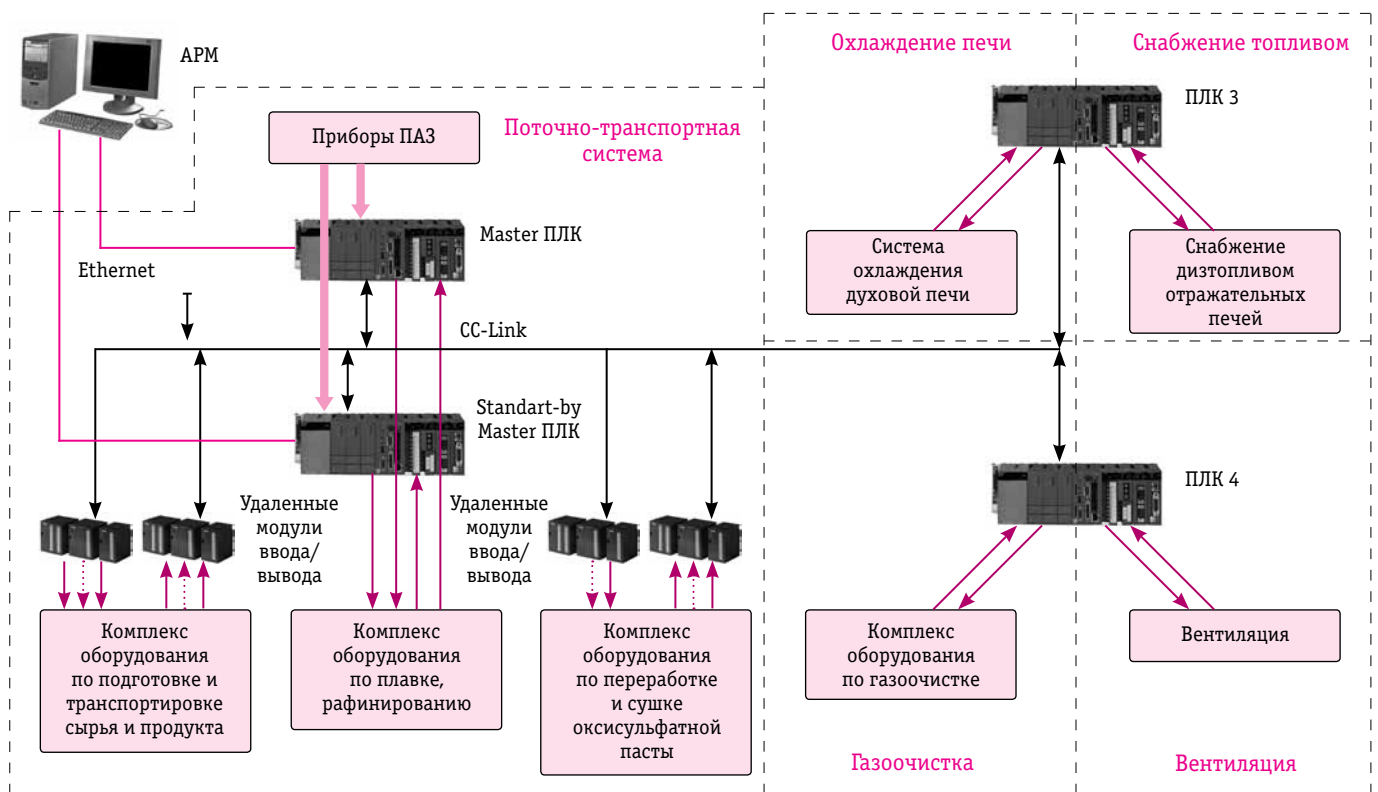 АРМ
Приборы ПАЗ
Поточно-транспортная
система
Master ПЛК
Ethernet
CC-Link
Standart-by
Master ПЛК
Удаленные
модули
ввода/
вывода
Удаленные
модули
ввода/
вывода
Комплекс
оборудования
по подготовке и
транспортировке
сырья и продукта
Комплекс
оборудования
по плавке,
рафинированию
Комплекс
оборудования
по переработке
и сушке
оксисульфатной
пасты
Охлаждение печи
Снабжение топливом
ПЛК 3
Система
охлаждения
духовой печи
Снабжение
дизтопливом
отражательных
печей
ПЛК 4
Комплекс
оборудования
по газоочистке
Вентиляция
Газоочистка
Вентиляция